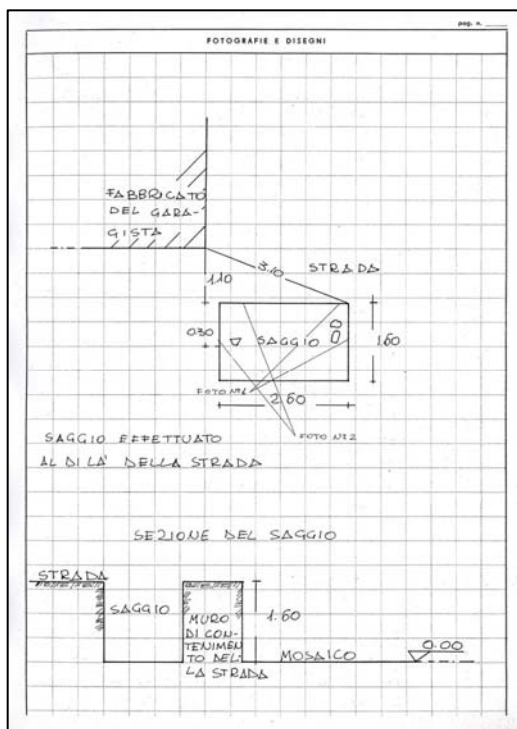 pag. n.
FOTOGRAFIE E DISEGNI
FABBRICATO
DEL GARA-
GISTA
3.10
STRADA
1.10
0.30
SAGGIO
1.60
FOTO N°1
2.60
FOTO N°2
SAGGIO EFFETTUATO
AL DI LA' DELLA STRADA
SEZIONE DEL SAGGIO
STRADA
SAGGIO
MURO
DI CON-
TENIMEN
TO DEL-
LA STRADA
1.60
MOSAICO
0.00